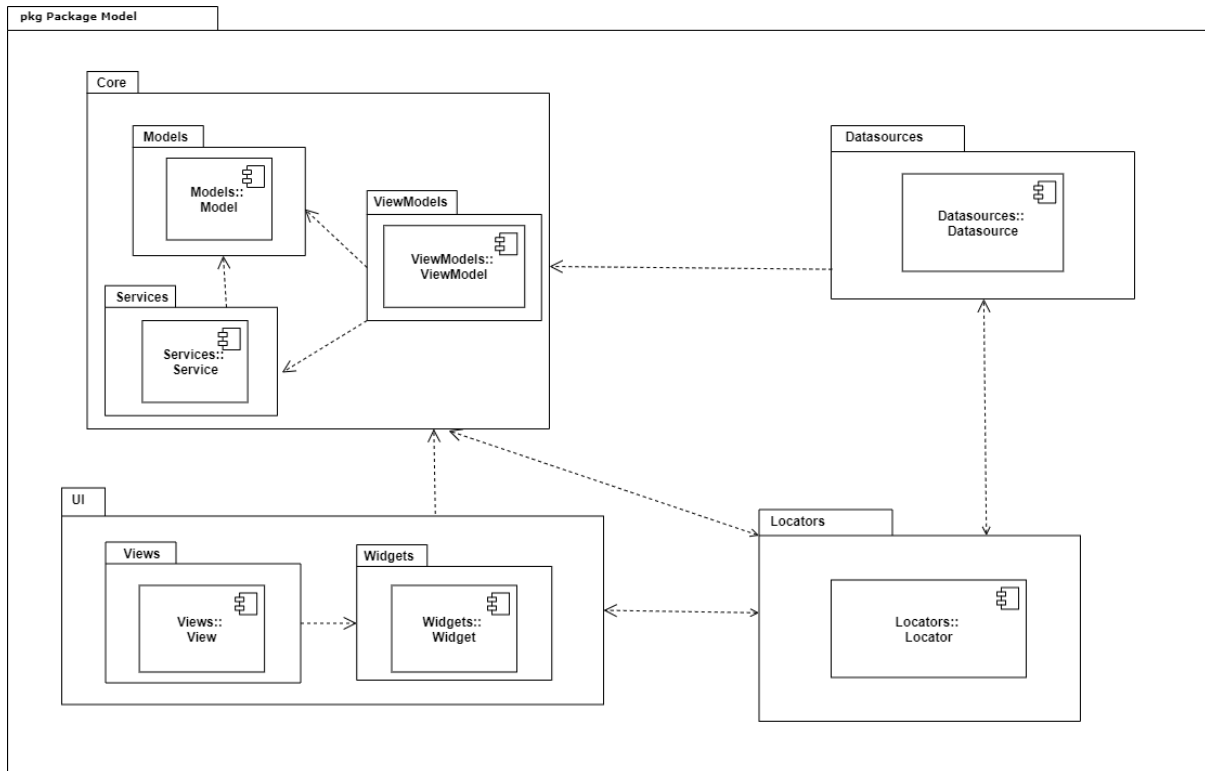 pkg Package Model
Core
Models
Models::
Model
ViewModels
ViewModels::
ViewModel
Services
Services::
Service
Datasources
Datasources::
Datasource
UI
Views
Views::
View
Widgets
Widgets::
Widget
Locators
Locators::
Locator